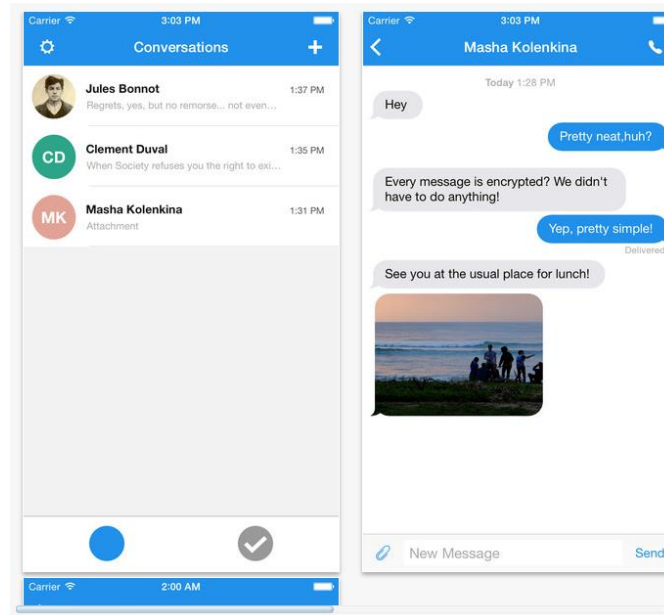 Carrier 3:03 PM
Conversations
Jules Bonnot 1:37 PM
Regrets, yes, but no remorse... not even...
CD
Clement Duval 1:35 PM
When Society refuses you the right to exi...
MK
Masha Kolenkina 1:31 PM
Attachment
Carrier 2:00 AM
Carrier 3:03 PM
Masha Kolenkina
Today 1:28 PM
Hey
Pretty neat,huh?
Every message is encrypted? We didn't
have to do anything!
Yep, pretty simple!
Delivered
See you at the usual place for lunch!
New Message Send